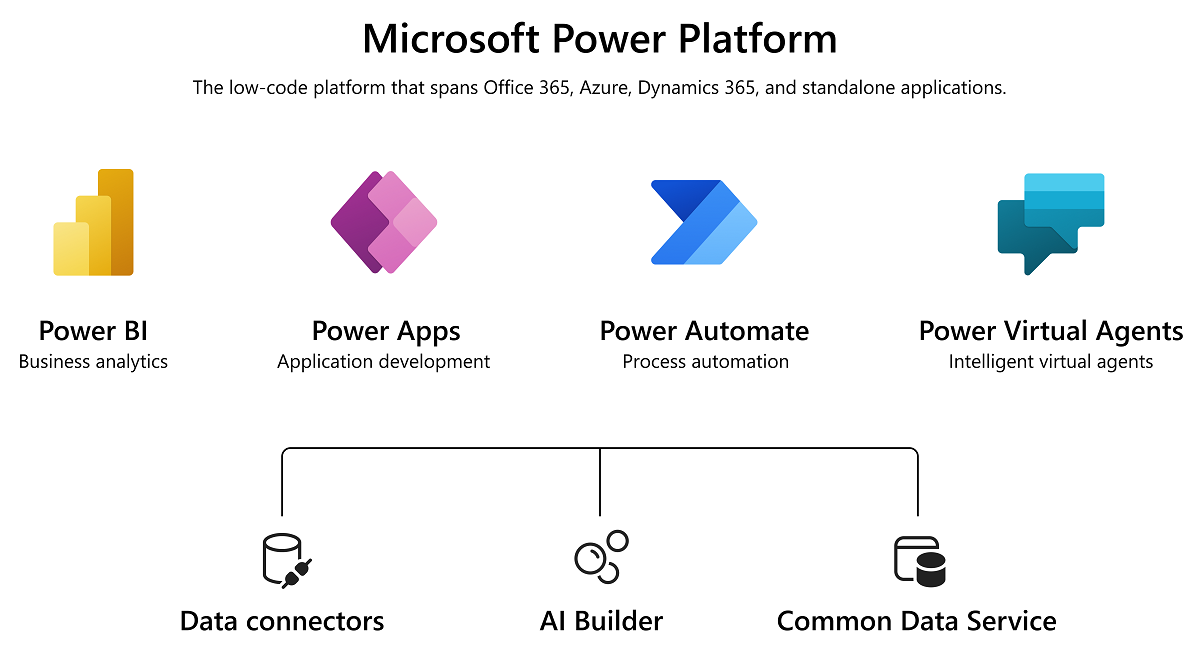 Microsoft Power Platform
The low-code platform that spans Office 365, Azure, Dynamics 365, and standalone applications.
Power BI
Business analytics
Power Apps
Application development
Power Automate
Process automation
Power Virtual Agents
Intelligent virtual agents
Data connectors
AI Builder
Common Data Service